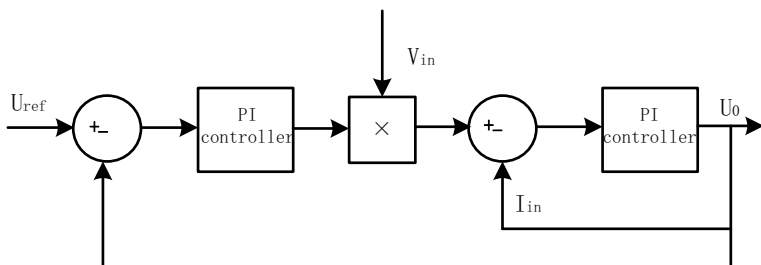 Uref
+-
PI
controller
Vin
×
+-
PI
controller
U0
Iin